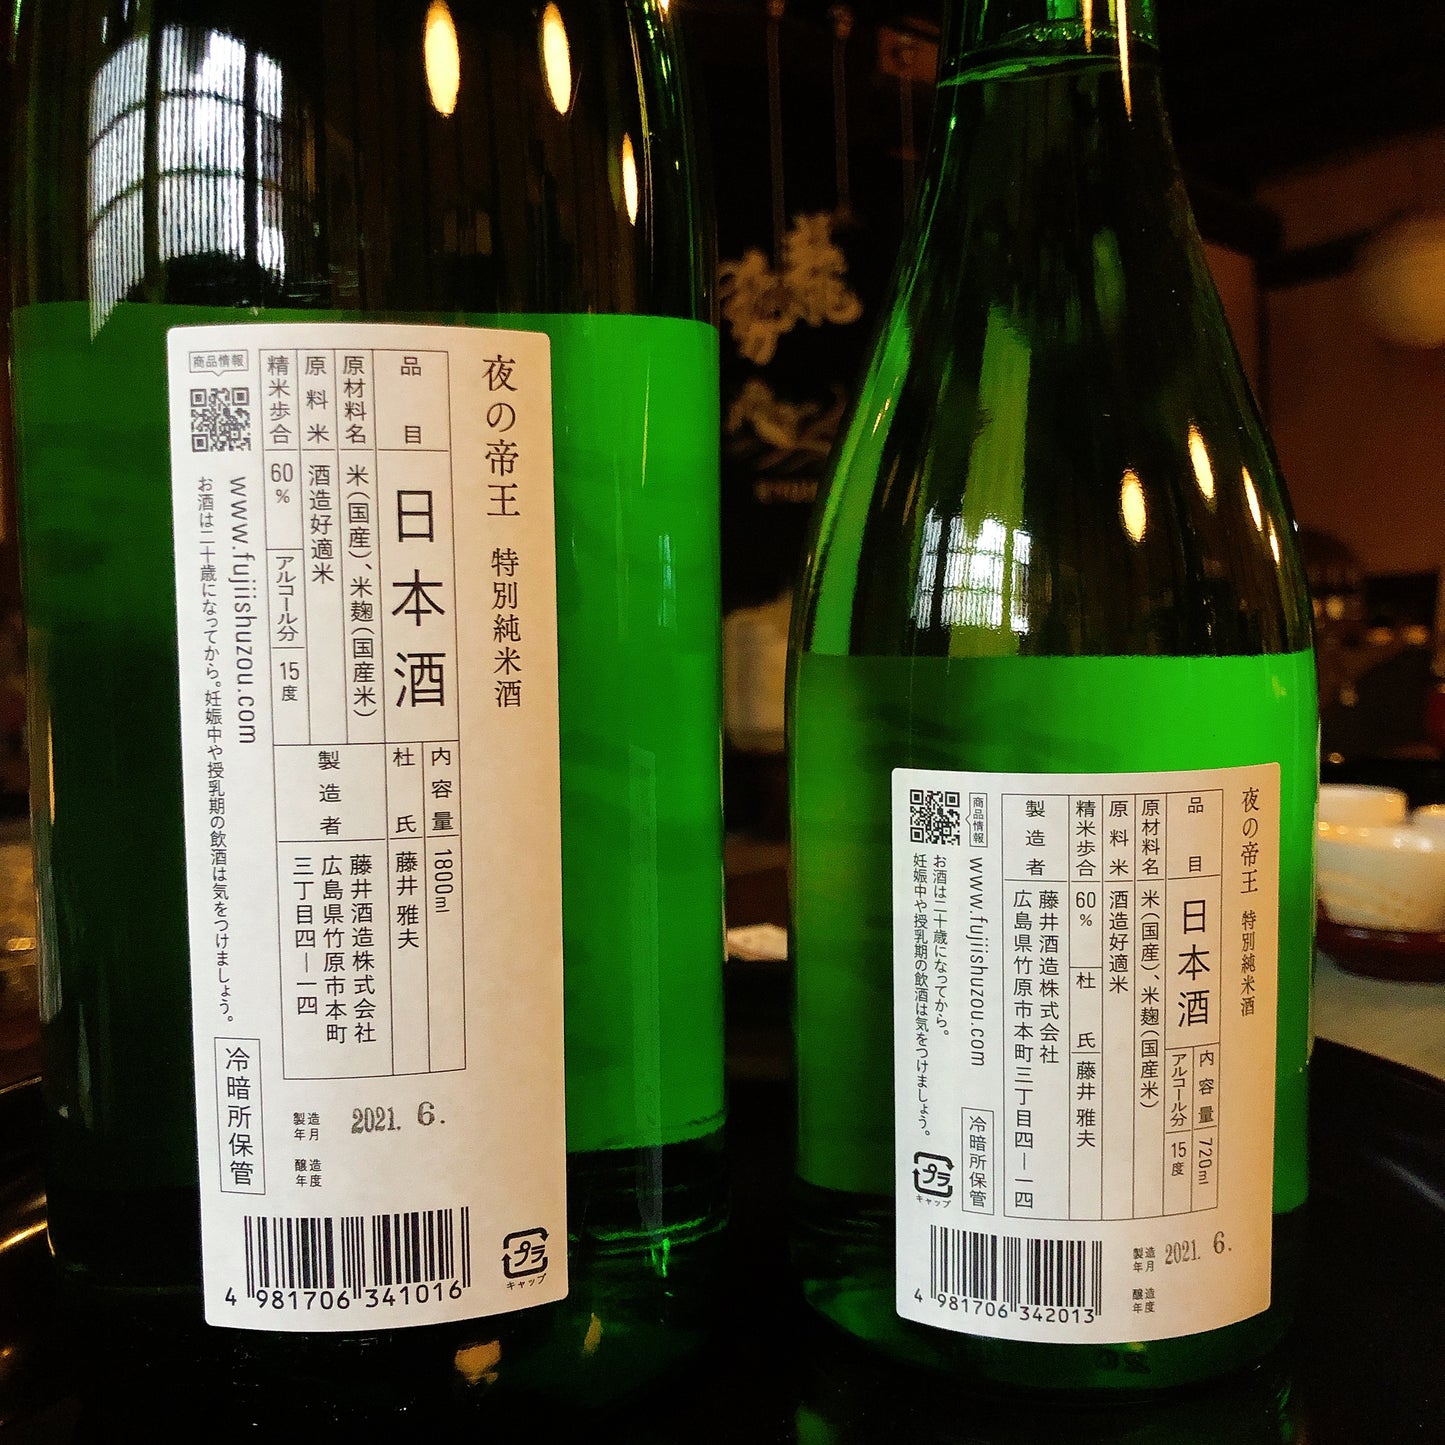 夜の帝王 特別純米酒
品目 日本酒
内容量 1800ml
杜氏 藤井 雅夫
原材料名 米(国産)、米麹(国産米)
原料米 酒造好適米
精米歩合 60%
アルコール分 15度
製造者 藤井酒造株式会社
広島県竹原市本町
三丁目四―一四
商品情報
www.fujiishuzou.com
お酒は二十歳になってから。妊娠中や授乳期の飲酒は気をつけましょう。
冷暗所保管
製造年月 2021. 6.
醸造年度
4 981706 341016
プラ
キャップ
夜の帝王 特別純米酒
品目 日本酒
内容量 720ml
アルコール分 15度
原材料名 米(国産)、米麹(国産米)
原料米 酒造好適米
精米歩合 60%
杜氏 藤井 雅夫
製造者 藤井酒造株式会社
広島県竹原市本町三丁目四―一四
商品情報
www.fujiishuzou.com
お酒は二十歳になってから。
妊娠中や授乳期の飲酒は気をつけましょう。
冷暗所保管
プラ
キャップ
製造年月 2021. 6.
醸造年度
4 981706 342013